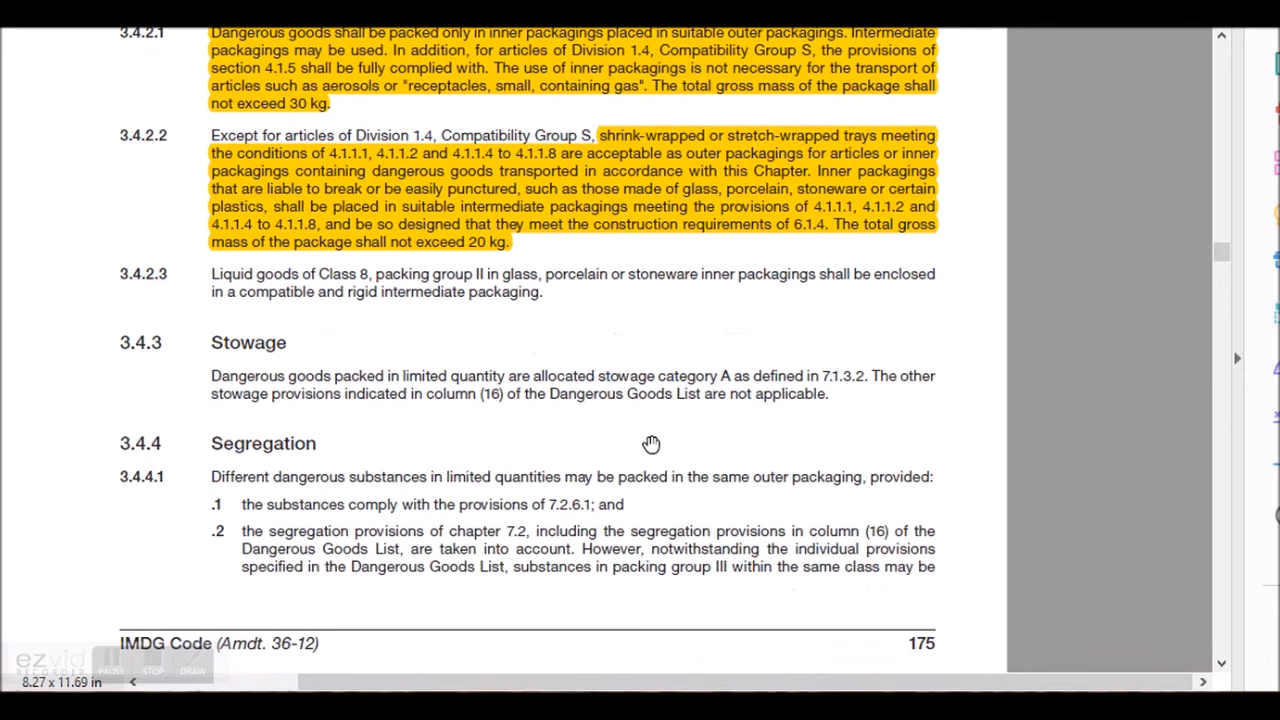 3.4.2.1 Dangerous goods shall be packed only in inner packagings placed in suitable outer packagings. Intermediate
packagings may be used. In addition, for articles of Division 1.4, Compatibility Group S, the provisions of
section 4.1.5 shall be fully complied with. The use of inner packagings is not necessary for the transport of
articles such as aerosols or "receptacles, small, containing gas". The total gross mass of the package shall
not exceed 30 kg.
3.4.2.2 Except for articles of Division 1.4, Compatibility Group S, shrink-wrapped or stretch-wrapped trays meeting
the conditions of 4.1.1.1, 4.1.1.2 and 4.1.1.4 to 4.1.1.8 are acceptable as outer packagings for articles or inner
packagings containing dangerous goods transported in accordance with this Chapter. Inner packagings
that are liable to break or be easily punctured, such as those made of glass, porcelain, stoneware or certain
plastics, shall be placed in suitable intermediate packagings meeting the provisions of 4.1.1.1, 4.1.1.2 and
4.1.1.4 to 4.1.1.8, and be so designed that they meet the construction requirements of 6.1.4. The total gross
mass of the package shall not exceed 20 kg.
3.4.2.3 Liquid goods of Class 8, packing group II in glass, porcelain or stoneware inner packagings shall be enclosed
in a compatible and rigid intermediate packaging.
3.4.3 Stowage
Dangerous goods packed in limited quantity are allocated stowage category A as defined in 7.1.3.2. The other
stowage provisions indicated in column (16) of the Dangerous Goods List are not applicable.
3.4.4 Segregation
3.4.4.1 Different dangerous substances in limited quantities may be packed in the same outer packaging, provided:
.1 the substances comply with the provisions of 7.2.6.1; and
.2 the segregation provisions of chapter 7.2, including the segregation provisions in column (16) of the
Dangerous Goods List, are taken into account. However, notwithstanding the individual provisions
specified in the Dangerous Goods List, substances in packing group III within the same class may be
IMDG Code (Amdt. 36-12) 175
ezvid
RECORDER PAUSE STOP DRAW
8.27 x 11.69 in